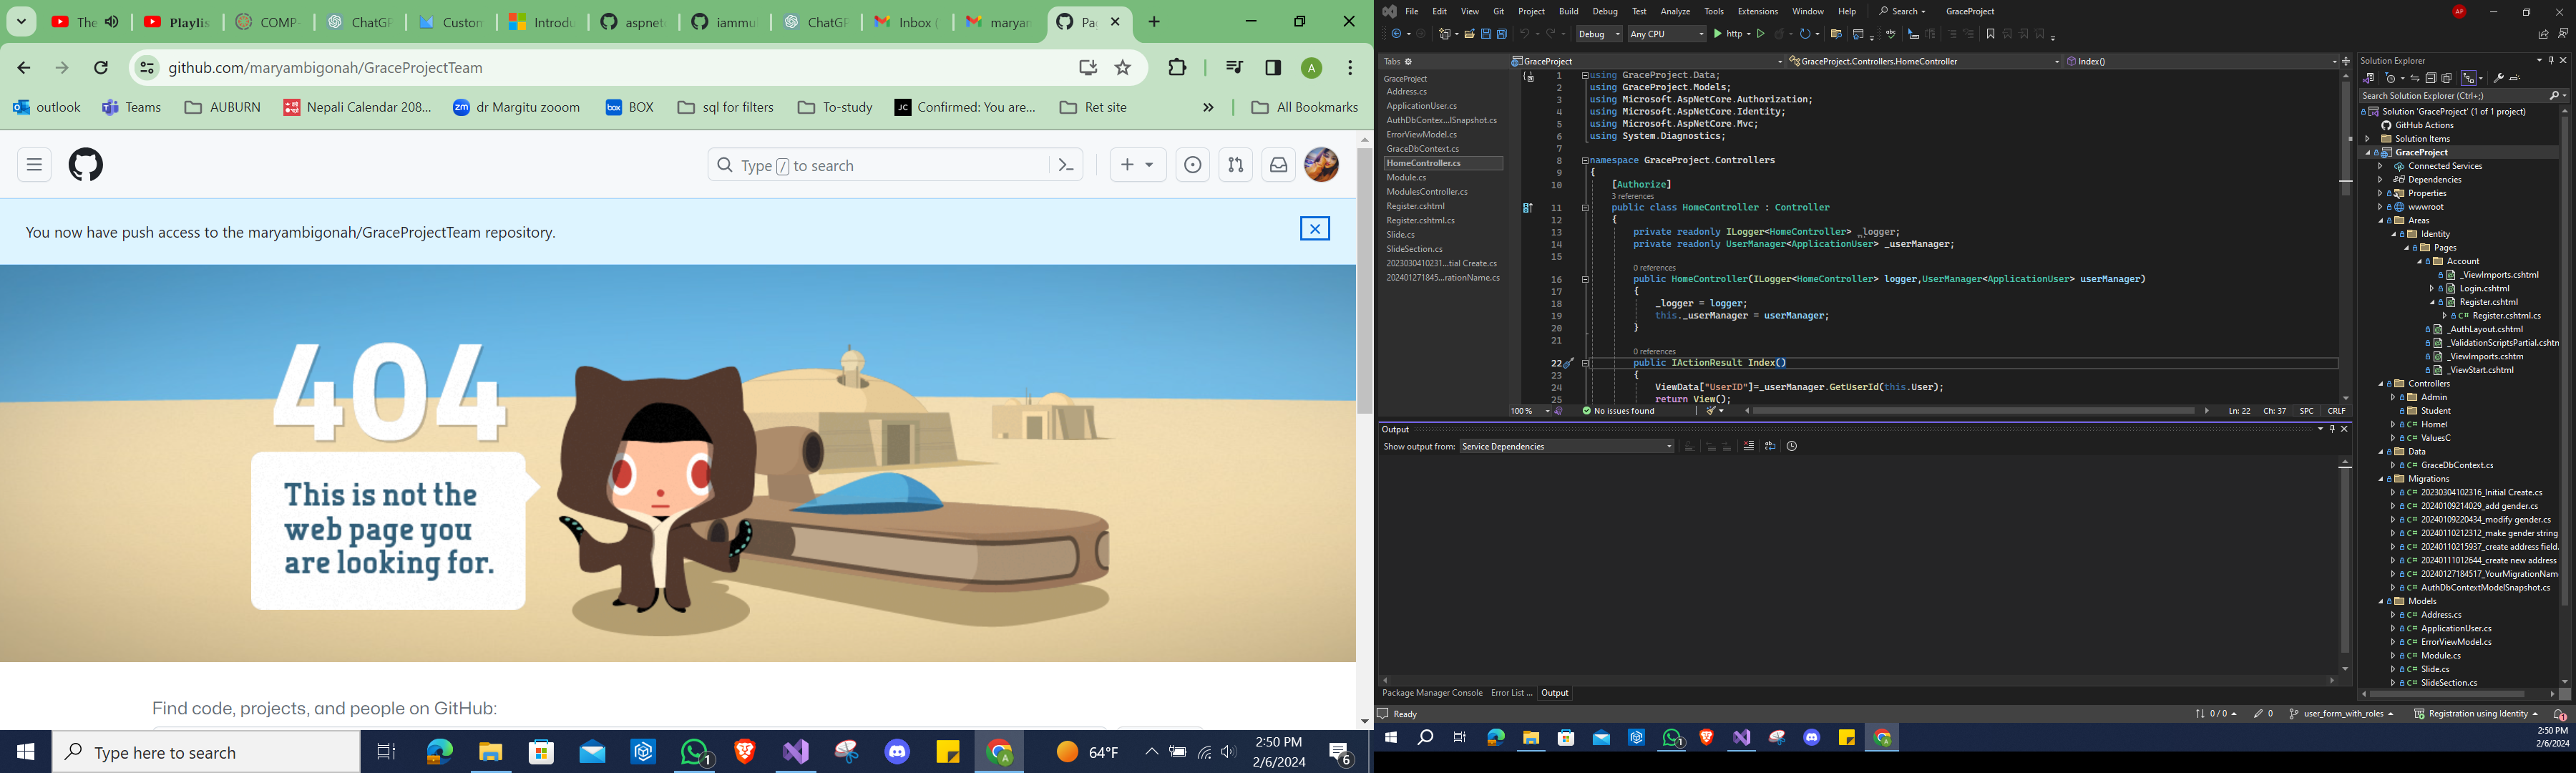 The
Playlis
COMP-
ChatGP
Custom
Introdu
aspnet
iammu
ChatGP
Inbox (
maryan
Pag
github.com/maryambigonah/GraceProjectTeam
A
outlook
Teams
AUBURN
Nepali Calendar 208...
dr Margitu zooom
BOX
sql for filters
To-study
Confirmed: You are...
Ret site
All Bookmarks
Type / to search
You now have push access to the maryambigonah/GraceProjectTeam repository.
404
This is not the
web page you
are looking for.
Find code, projects, and people on GitHub:
Type here to search
64°F
2:50 PM
2/6/2024
File Edit View Git Project Build Debug Test Analyze Tools Extensions Window Help Search GraceProject
Debug Any CPU http
Tabs
GraceProject
Address.cs
ApplicationUser.cs
AuthDbContex...lSnapshot.cs
ErrorViewModel.cs
GraceDbContext.cs
HomeController.cs
Module.cs
ModulesController.cs
Register.cshtml
Register.cshtml.cs
Slide.cs
SlideSection.cs
2023030410231...tial Create.cs
202401271845...rationName.cs
GraceProject GraceProject.Controllers.HomeController Index()
1 using GraceProject.Data;
2 using GraceProject.Models;
3 using Microsoft.AspNetCore.Authorization;
4 using Microsoft.AspNetCore.Identity;
5 using Microsoft.AspNetCore.Mvc;
6 using System.Diagnostics;
7
8 namespace GraceProject.Controllers
9 {
10 [Authorize]
3 references
11 public class HomeController : Controller
12 {
13 private readonly ILogger<HomeController> _logger;
14 private readonly UserManager<ApplicationUser> _userManager;
15
0 references
16 public HomeController(ILogger<HomeController> logger,UserManager<ApplicationUser> userManager)
17 {
18 _logger = logger;
19 this._userManager = userManager;
20 }
21
0 references
22 public IActionResult Index()
23 {
24 ViewData["UserID"]=_userManager.GetUserId(this.User);
25 return View();
100 % No issues found Ln: 22 Ch: 37 SPC CRLF
Output
Show output from: Service Dependencies
Package Manager Console Error List ... Output
Ready 0 / 0 0 user_form_with_roles Registration using Identity
Solution Explorer
Search Solution Explorer (Ctrl+;)
Solution 'GraceProject' (1 of 1 project)
GitHub Actions
Solution Items
GraceProject
Connected Services
Dependencies
Properties
wwwroot
Areas
Identity
Pages
Account
_ViewImports.cshtml
Login.cshtml
Register.cshtml
C# Register.cshtml.cs
_AuthLayout.cshtml
_ValidationScriptsPartial.cshtm
_ViewImports.cshtm
_ViewStart.cshtml
Controllers
C# Admin
Student
C# Home
C# ValuesC
Data
C# GraceDbContext.cs
Migrations
C# 20230304102316_Initial Create.cs
C# 20240109214029_add gender.cs
C# 20240109220434_modify gender.cs
C# 20240110212312_make gender string
C# 20240110215937_create address field.
C# 20240111012644_create new address
C# 20240127184517_YourMigrationNam
C# AuthDbContextModelSnapshot.cs
Models
C# Address.cs
C# ApplicationUser.cs
C# ErrorViewModel.cs
C# Module.cs
C# Slide.cs
C# SlideSection.cs
2:50 PM
2/6/2024